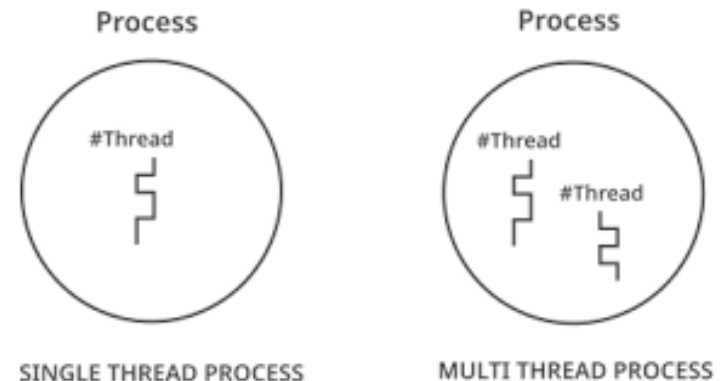 Process
#Thread
SINGLE THREAD PROCESS
Process
#Thread
#Thread
MULTI THREAD PROCESS